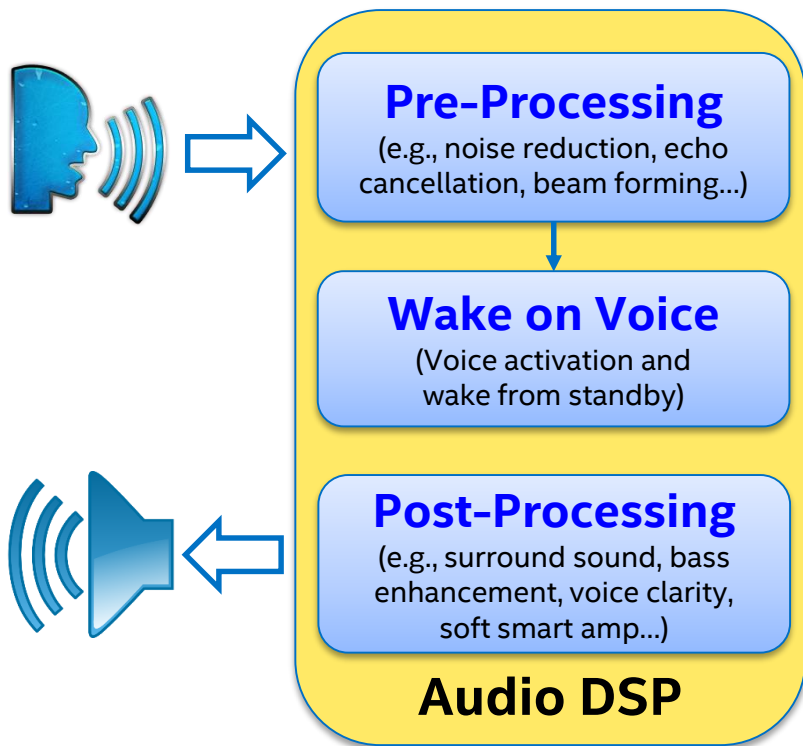 Pre-Processing
(e.g., noise reduction, echo
cancellation, beam forming...)
Wake on Voice
(Voice activation and
wake from standby)
Post-Processing
(e.g., surround sound, bass
enhancement, voice clarity,
soft smart amp...)
Audio DSP